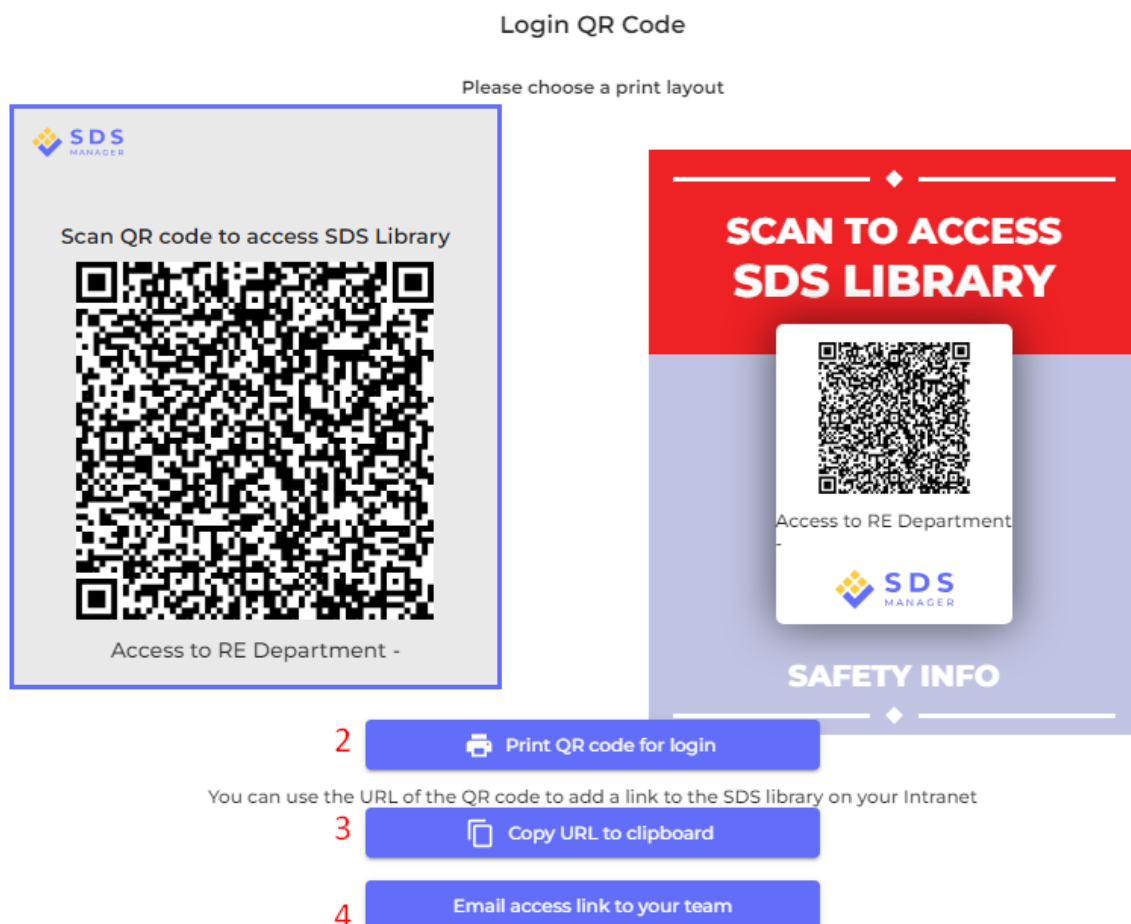 Login QR Code
Please choose a print layout
SDS
MANAGER
Scan QR code to access SDS Library
Access to RE Department -
SCAN TO ACCESS
SDS LIBRARY
Access to RE Department
-
SDS
MANAGER
SAFETY INFO
2 Print QR code for login
You can use the URL of the QR code to add a link to the SDS library on your Intranet
3 Copy URL to clipboard
4 Email access link to your team